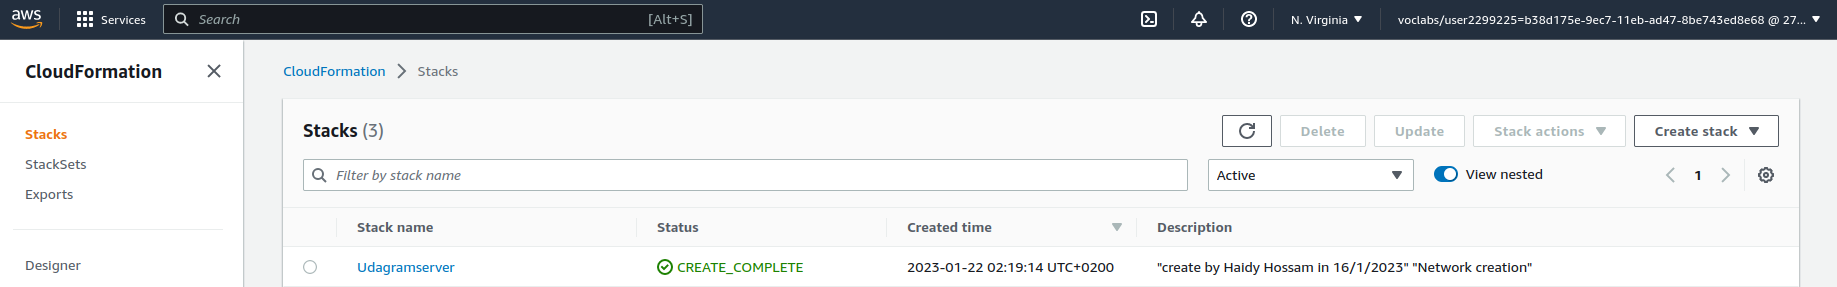 aws Services Search [Alt+S] N. Virginia voclabs/user2299225=b38d175e-9ec7-11eb-ad47-8be743ed8e68 @ 27...
CloudFormation
CloudFormation > Stacks
Stacks
StackSets
Exports
Designer
Stacks (3)
Delete Update Stack actions Create stack
Filter by stack name Active View nested 1
Stack name Status Created time Description
Udagramserver CREATE_COMPLETE 2023-01-22 02:19:14 UTC+0200 "create by Haidy Hossam in 16/1/2023" "Network creation"